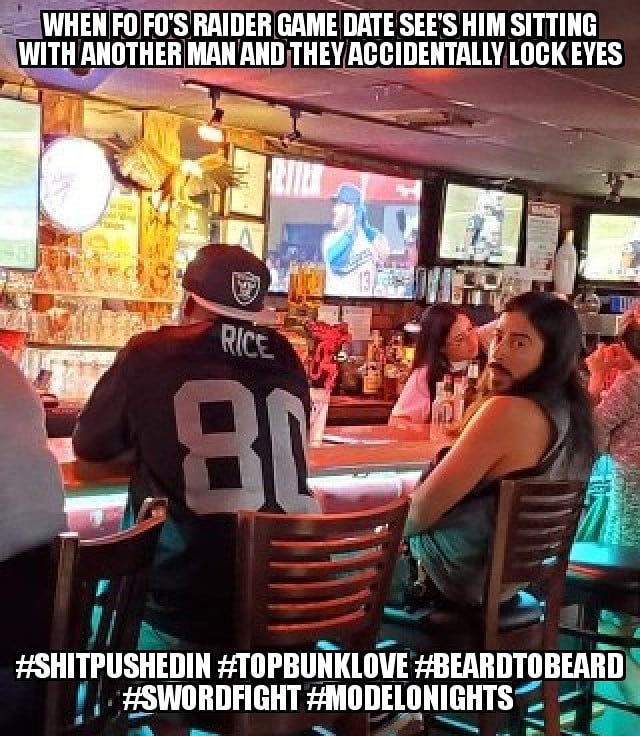 WHEN FO FO'S RAIDER GAME DATE SEE'S HIM SITTING
WITH ANOTHER MAN AND THEY ACCIDENTALLY LOCK EYES
13
RICE
80
#SHITPUSHEDIN #TOPBUNKLOVE #BEARDTOBEARD
#SWORDFIGHT #MODELONIGHTS